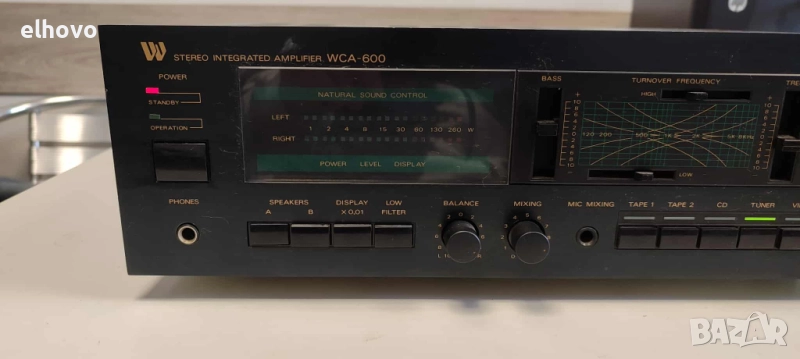 elhovo
W STEREO INTEGRATED AMPLIFIER WCA-600
POWER
STANDBY
OPERATION
PHONES
NATURAL SOUND CONTROL
LEFT
1 2 4 8 15 30 60 130 260 W
RIGHT
POWER LEVEL DISPLAY
SPEAKERS
A B
DISPLAY
X 0,01
LOW
FILTER
BALANCE
L R
MIXING
MIC MIXING
BASS
TURNOVER FREQUENCY
HIGH
LOW
TAPE 1
TAPE 2
CD
TUNER
BAZAR